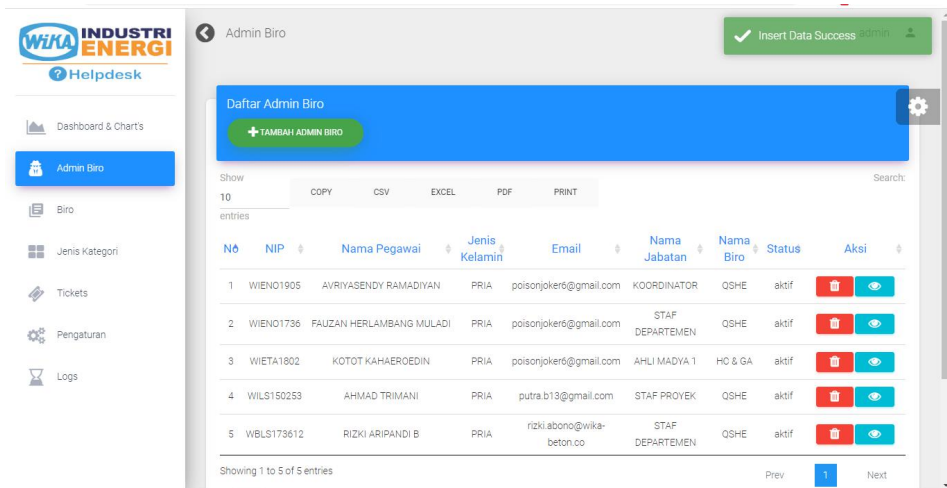 WIKA INDUSTRI
ENERGI
? Helpdesk
Dashboard & Chart's
Admin Biro
Biro
Jenis Kategori
Tickets
Pengaturan
Logs
Admin Biro
Insert Data Success
admin
Daftar Admin Biro
TAMBAH ADMIN BIRO
Show
10
entries
COPY CSV EXCEL PDF PRINT
Search:
No NIP Nama Pegawai Jenis Kelamin Email Nama Jabatan Nama Biro Status Aksi
1 WIENO1905 AVRIYASENDY RAMADIYAN PRIA poisonjoker6@gmail.com KOORDINATOR QSHE aktif
2 WIENO1736 FAUZAN HERLAMBANG MULADI PRIA poisonjoker6@gmail.com STAF DEPARTEMEN QSHE aktif
3 WIETA1802 KOTOT KAHAEROEDIN PRIA poisonjoker6@gmail.com AHLI MADYA 1 HC & GA aktif
4 WILS150253 AHMAD TRIMANI PRIA putra.b13@gmail.com STAF PROYEK QSHE aktif
5 WBLS173612 RIZKI ARIPANDI B PRIA rizki.abono@wika-beton.co STAF DEPARTEMEN QSHE aktif
Showing 1 to 5 of 5 entries
Prev 1 Next